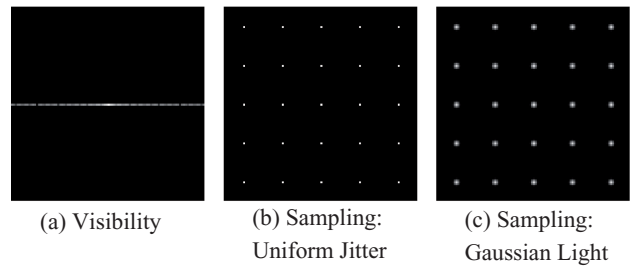 (a) Visibility
(b) Sampling:
Uniform Jitter
(c) Sampling:
Gaussian Light